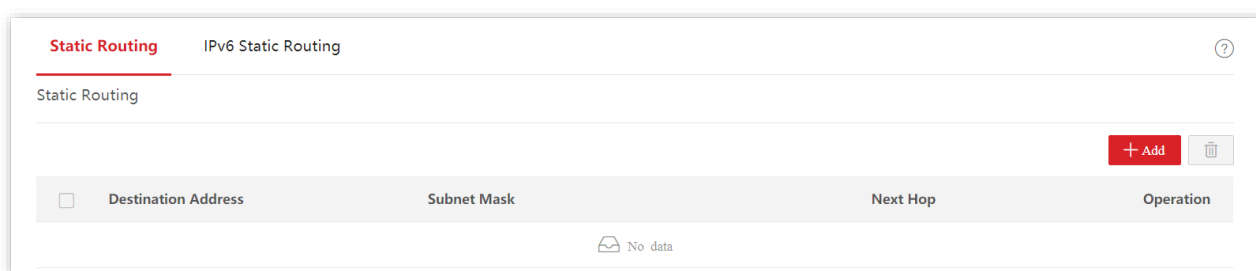 Static Routing IPv6 Static Routing ?
Static Routing
+ Add
Destination Address Subnet Mask Next Hop Operation
No data